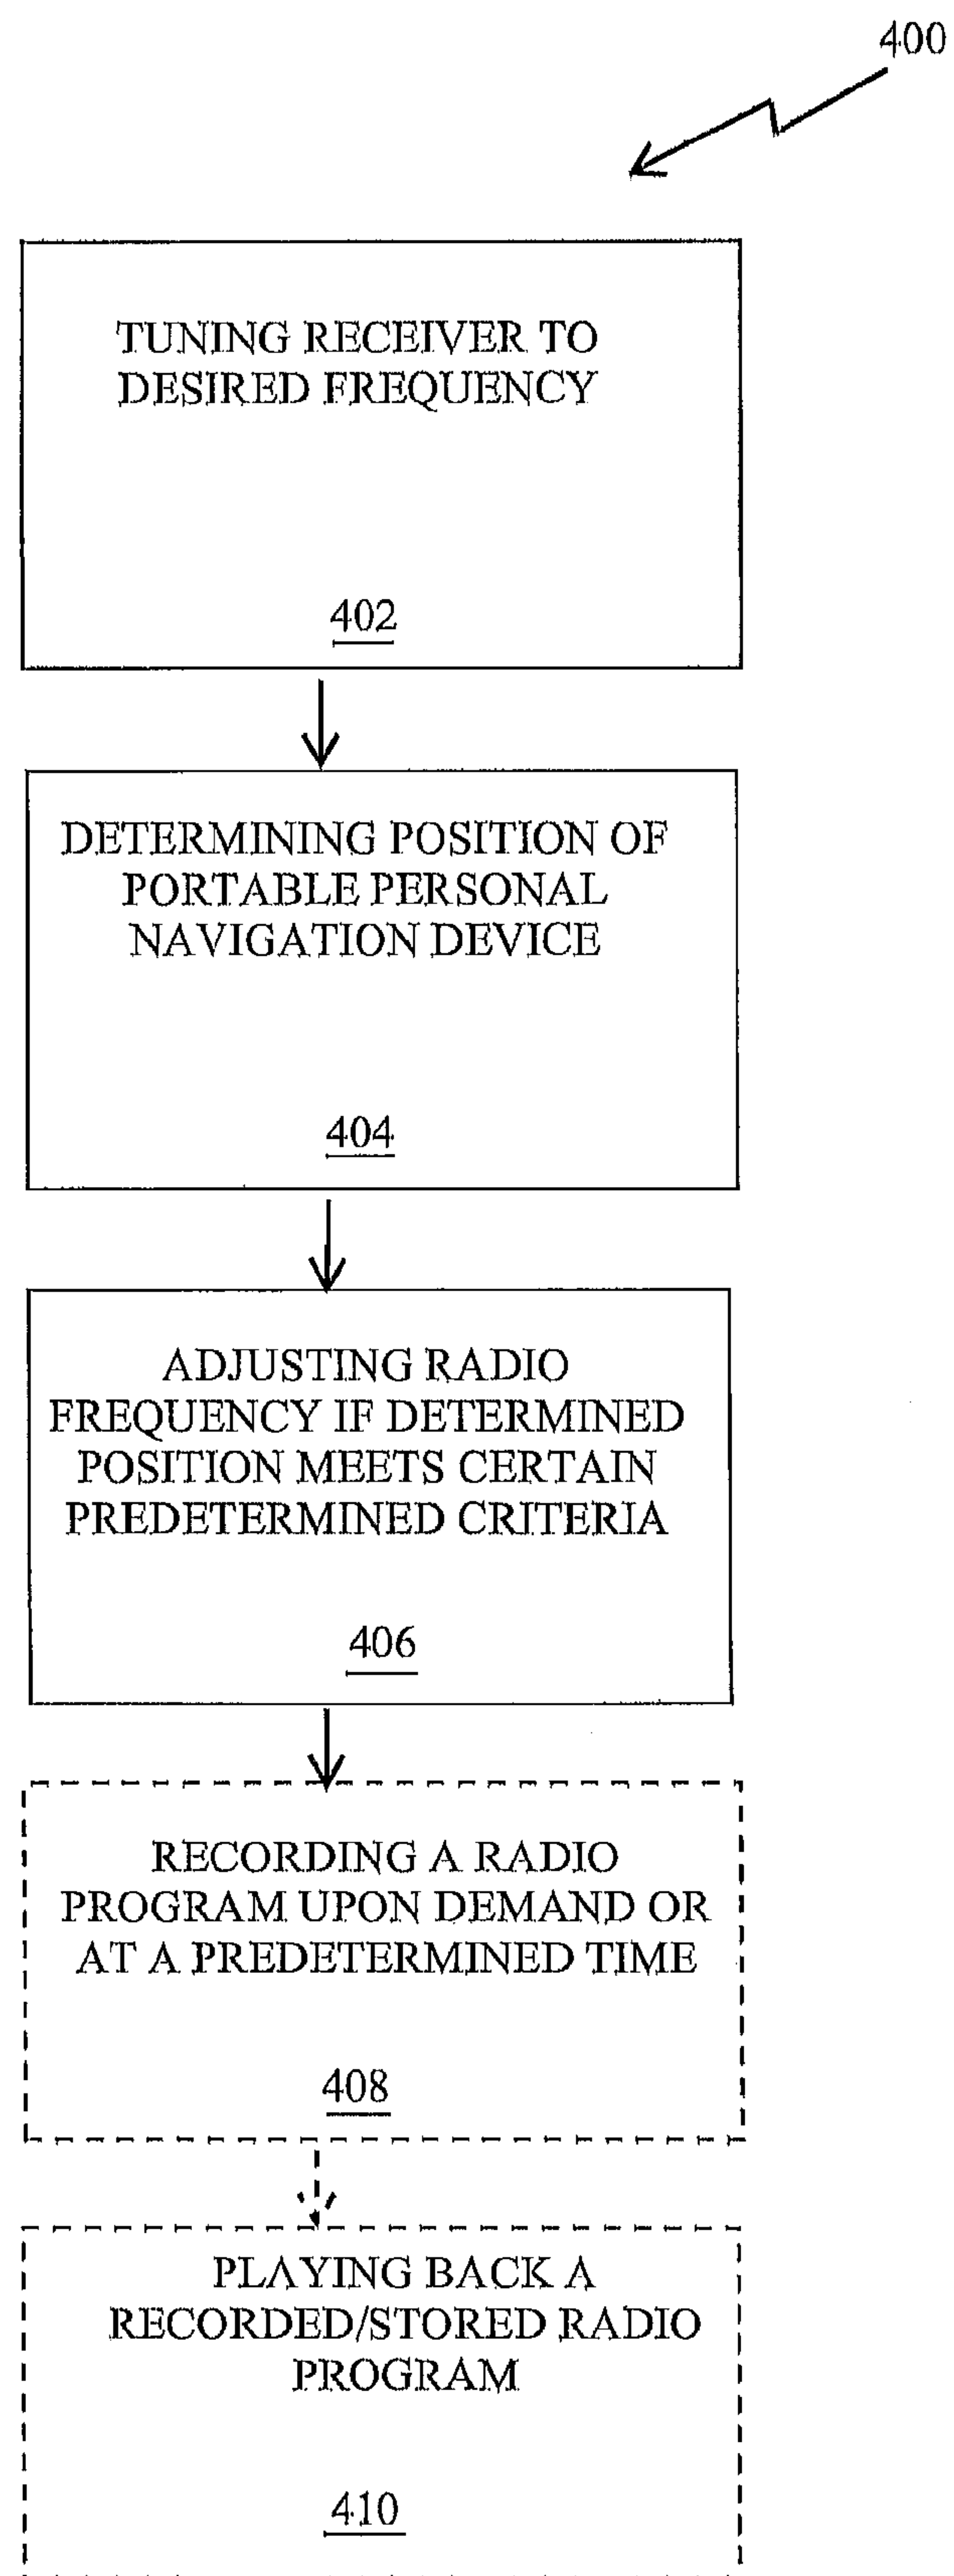 400
TUNING RECEIVER TO
DESIRED FREQUENCY
402
DETERMINING POSITION OF
PORTABLE PERSONAL
NAVIGATION DEVICE
404
ADJUSTING RADIO
FREQUENCY IF DETERMINED
POSITION MEETS CERTAIN
PREDETERMINED CRITERIA
406
RECORDING A RADIO
PROGRAM UPON DEMAND OR
AT A PREDETERMINED TIME
408
PLAYING BACK A
RECORDED/STORED RADIO
PROGRAM
410